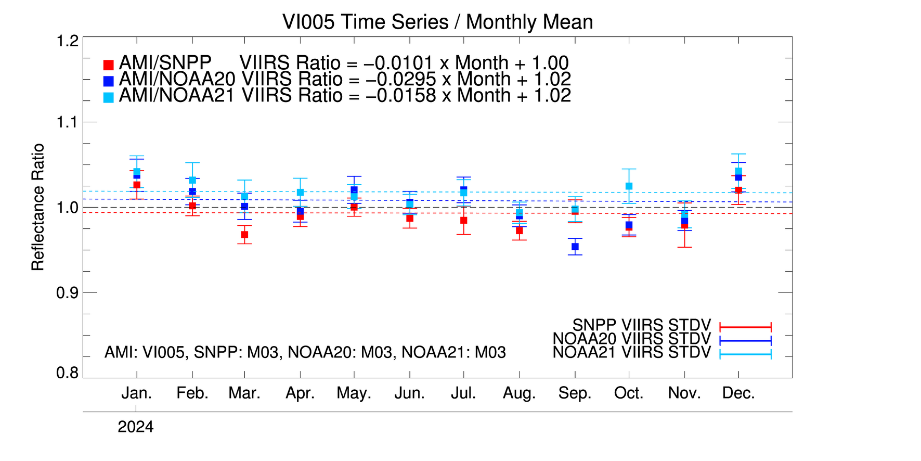 VI005 Time Series / Monthly Mean
1.2
AMI/SNPP VIIRS Ratio = −0.0101 x Month + 1.00
AMI/NOAA20 VIIRS Ratio = −0.0295 x Month + 1.02
AMI/NOAA21 VIIRS Ratio = −0.0158 x Month + 1.02
1.1
Reflectance Ratio
1.0
0.9
SNPP VIIRS STDV
NOAA20 VIIRS STDV
NOAA21 VIIRS STDV
AMI: VI005, SNPP: M03, NOAA20: M03, NOAA21: M03
0.8
Jan. Feb. Mar. Apr. May. Jun. Jul. Aug. Sep. Oct. Nov. Dec.
2024